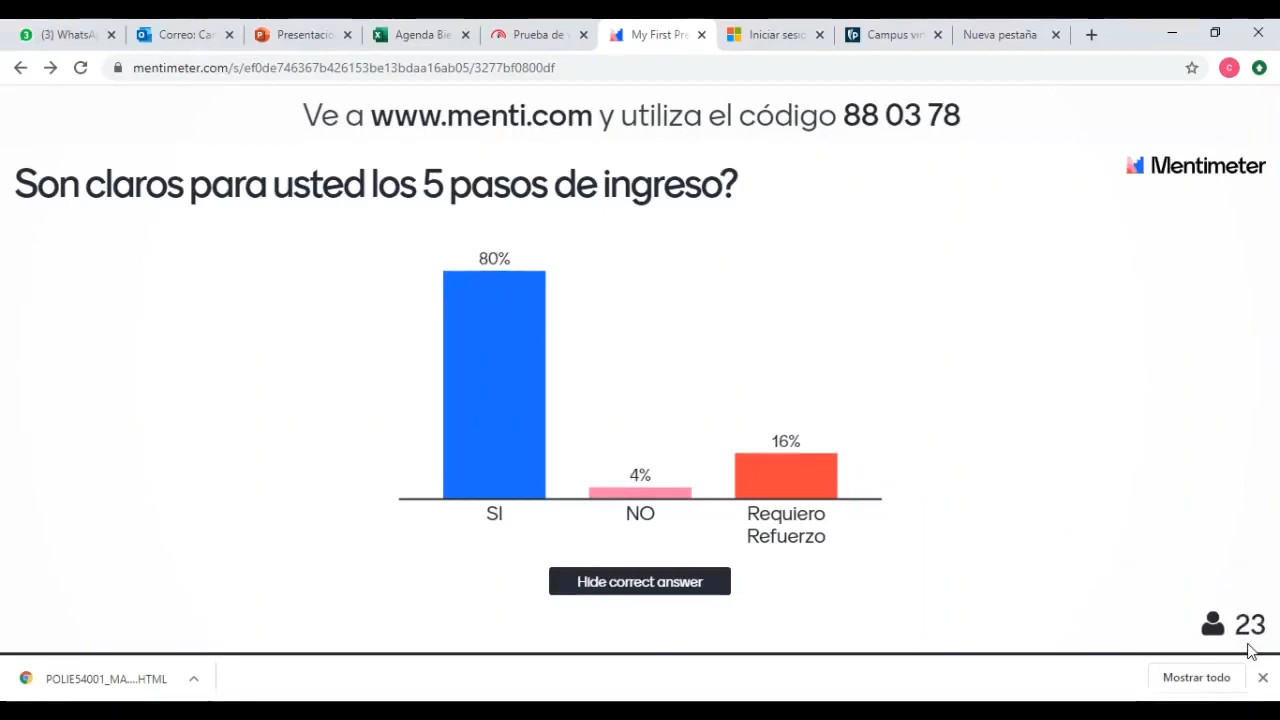 3 (3) WhatsA Correo: Car Presentació Agenda Bie Prueba de v My First Pre Iniciar sesió Campus vir Nueva pestaña
mentimeter.com/s/ef0de746367b426153be13bdaa16ab05/3277bf0800df C
Ve a www.menti.com y utiliza el código 88 03 78
Mentimeter
Son claros para usted los 5 pasos de ingreso?
80%
16%
4%
SI NO Requiero
Refuerzo
Hide correct answer
23
POLIE54001_MA....HTML Mostrar todo